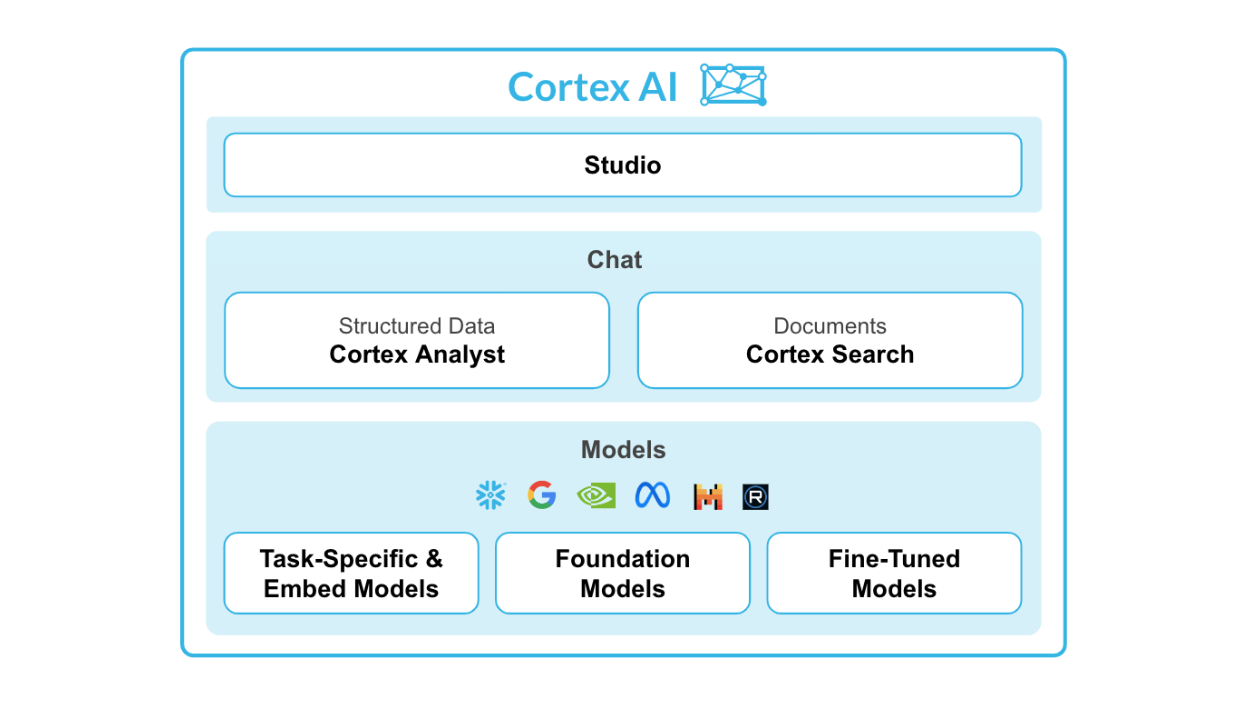 Cortex AI
Studio
Chat
Structured Data
Cortex Analyst
Documents
Cortex Search
Models
R
Task-Specific &
Embed Models
Foundation
Models
Fine-Tuned
Models